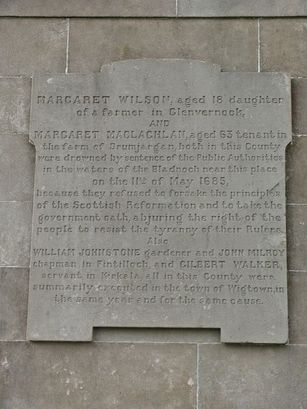 MARGARET WILSON, aged 18 daughter
of a farmer in Glenvernock,
AND
MARGARET MACLACHLAN, aged 63 tenant in
the farm of Drumjargan, both in this County
were drowned by sentence of the Public Authorities
in the waters of the Bladnoch near this place
on the 11th of May 1685,
because they refused to forsake the principles
of the Scottish Reformation and to take the
government oath, abjuring the right of the
people to resist the tyranny of their Rulers.
Also
WILLIAM JOHNSTONE gardener and JOHN MILROY
chapman in Fintilloch, and GILBERT WALKER,
servant in Kirkala, all in this County were
summarily executed in the town of Wigtown, in
the same year and for the same cause.